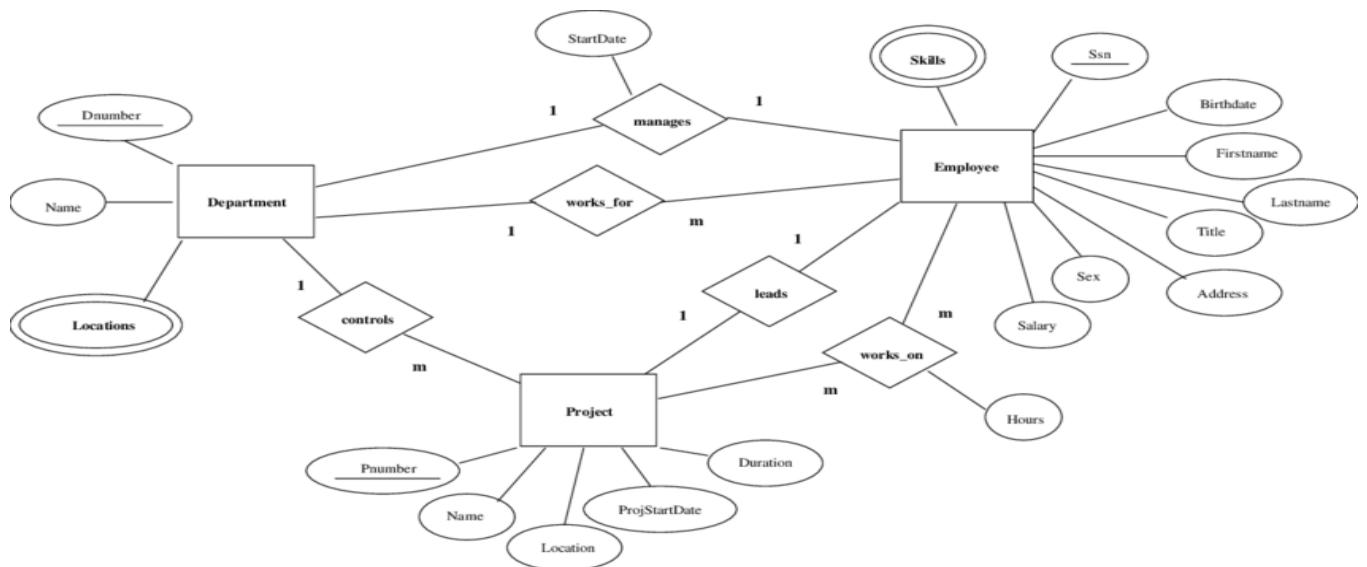 StartDate
Skills
Ssn
Dnumber
1
manages
1
Birthdate
Employee
Firstname
Name
Department
works_for
Lastname
1
m
Title
1
Sex
Address
1
leads
Locations
controls
1
m
Salary
m
works_on
m
Project
Hours
Pnumber
Duration
Name
ProjStartDate
Location